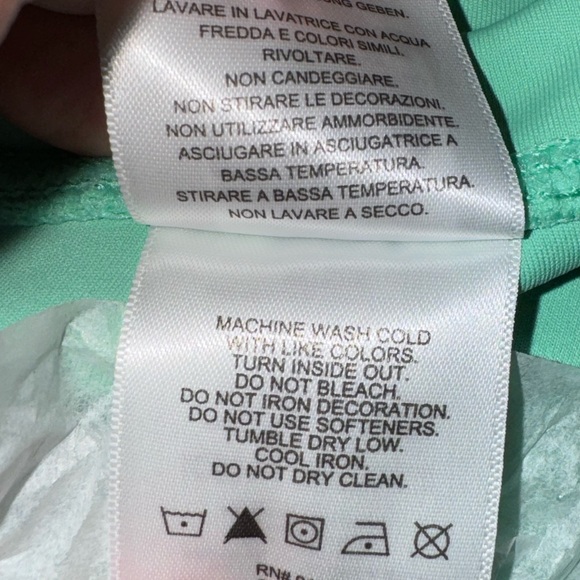 GEBEN.
LAVARE IN LAVATRICE CON ACQUA
FREDDA E COLORI SIMILI.
RIVOLTARE.
NON CANDEGGIARE.
NON STIRARE LE DECORAZIONI.
NON UTILIZZARE AMMORBIDENTE.
ASCIUGARE IN ASCIUGATRICE A
BASSA TEMPERATURA.
STIRARE A BASSA TEMPERATURA.
NON LAVARE A SECCO.
MACHINE WASH COLD
WITH LIKE COLORS.
TURN INSIDE OUT.
DO NOT BLEACH.
DO NOT IRON DECORATION.
DO NOT USE SOFTENERS.
TUMBLE DRY LOW.
COOL IRON.
DO NOT DRY CLEAN.
RN#